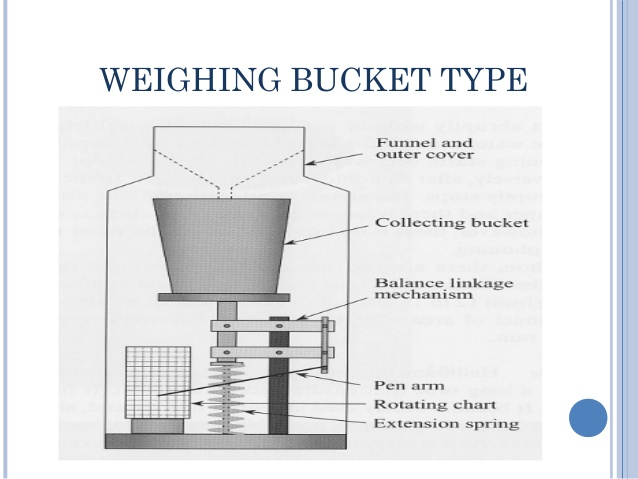 WEIGHING BUCKET TYPE
Funnel and
outer cover
Collecting bucket
Balance linkage
mechanism
Pen arm
Rotating chart
Extension spring